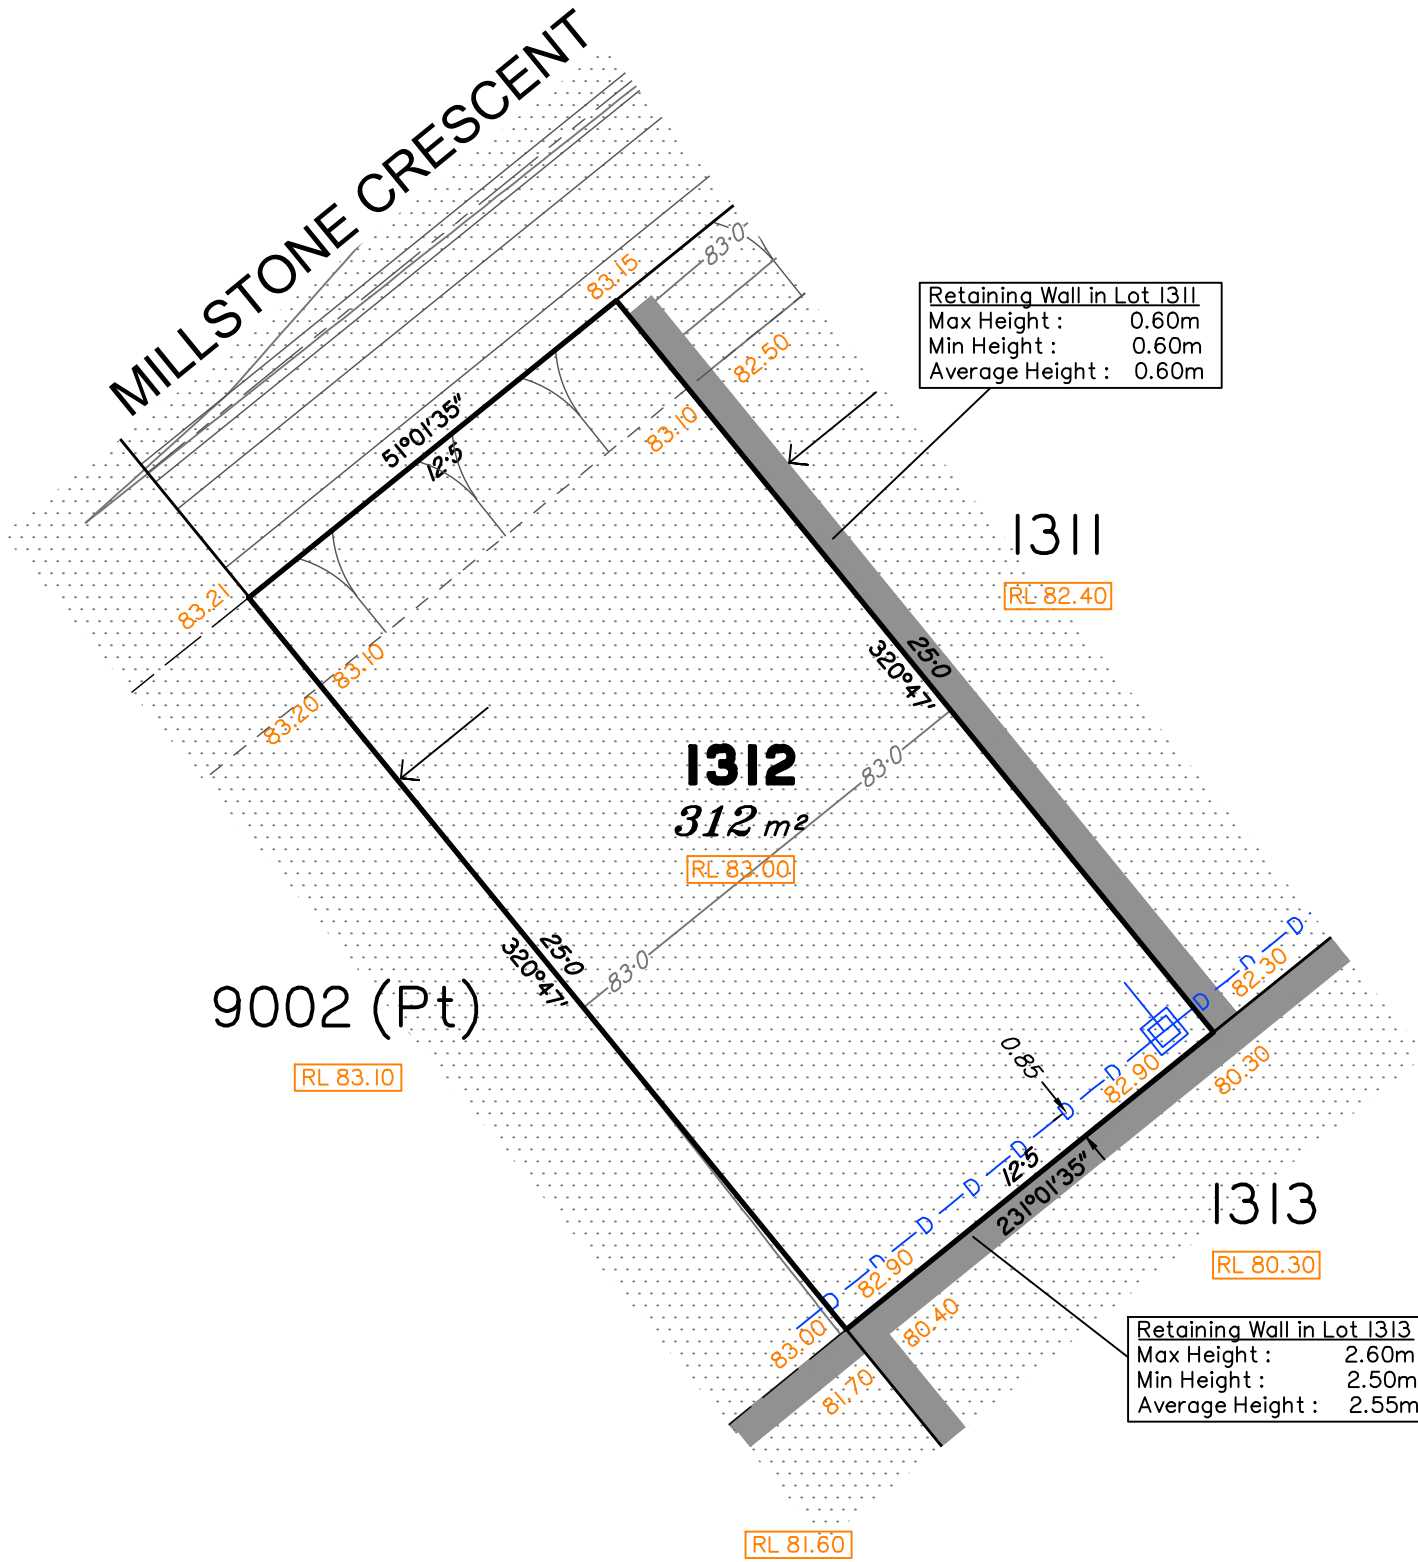 MILLSTONE CRESCENT
83.15
83·0
82.50
Retaining Wall in Lot 1311
Max Height : 0.60m
Min Height : 0.60m
Average Height : 0.60m
51°01'35"
12·5
83.10
1311
RL 82.40
83.21
83.10
83.20
25·0
320°47'
1312
312 m²
RL 83.00
83·0
83·0
25·0
320°47'
9002 (Pt)
RL 83.10
D
D
82.30
D
0.85
D
82.90
80.30
D
D
12·5
231°01'35"
D
D
D
82.90
D
1313
RL 80.30
80.40
83.00
81.70
Retaining Wall in Lot 1313
Max Height : 2.60m
Min Height : 2.50m
Average Height : 2.55m
RL 81.60